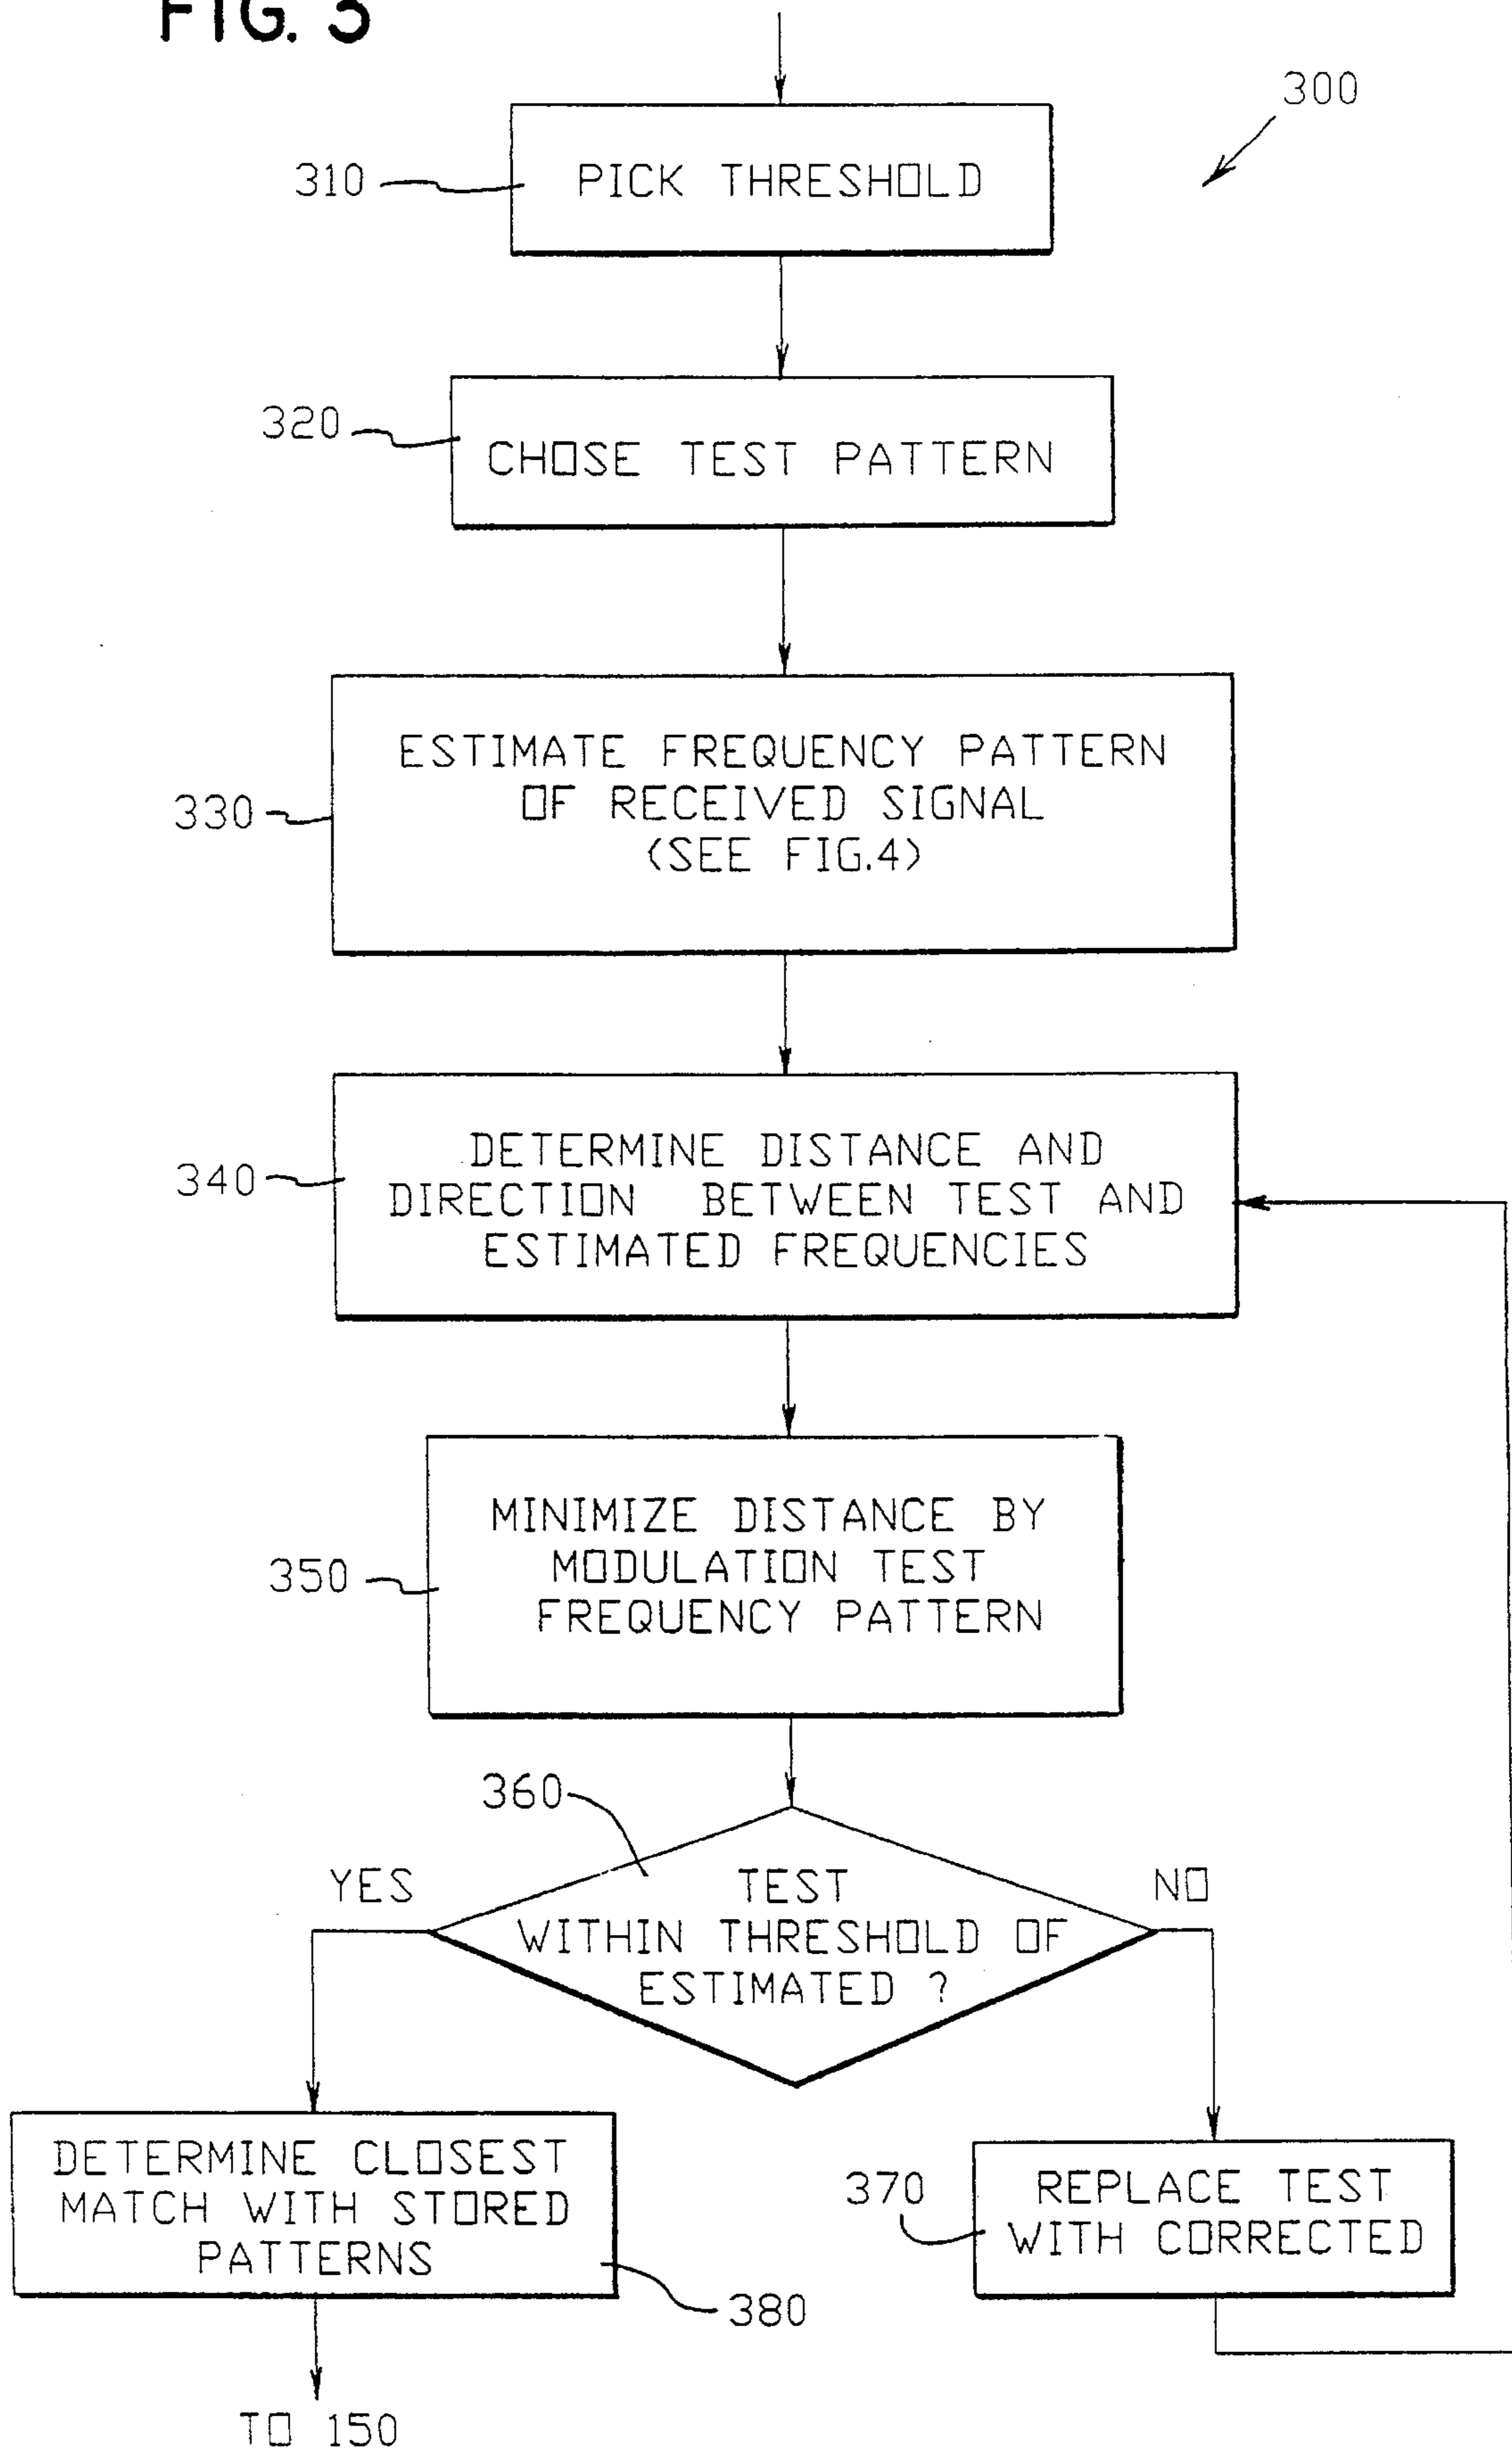 FIG. 3
300
310
PICK THRESHOLD
320
CHOSE TEST PATTERN
330
ESTIMATE FREQUENCY PATTERN
OF RECEIVED SIGNAL
(SEE FIG.4)
340
DETERMINE DISTANCE AND
DIRECTION BETWEEN TEST AND
ESTIMATED FREQUENCIES
350
MINIMIZE DISTANCE BY
MODULATION TEST
FREQUENCY PATTERN
360
YES
NO
TEST
WITHIN THRESHOLD OF
ESTIMATED ?
DETERMINE CLOSEST
MATCH WITH STORED
PATTERNS
380
370
REPLACE TEST
WITH CORRECTED
TO 150